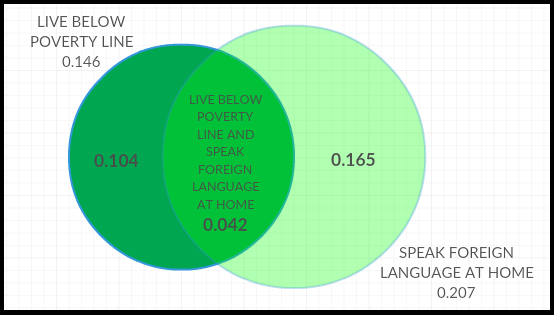 LIVE BELOW
POVERTY LINE
0.146
LIVE BELOW
POVERTY
LINE AND
SPEAK
FOREIGN
LANGUAGE
AT HOME
0.042
0.104
0.165
SPEAK FOREIGN
LANGUAGE AT HOME
0.207